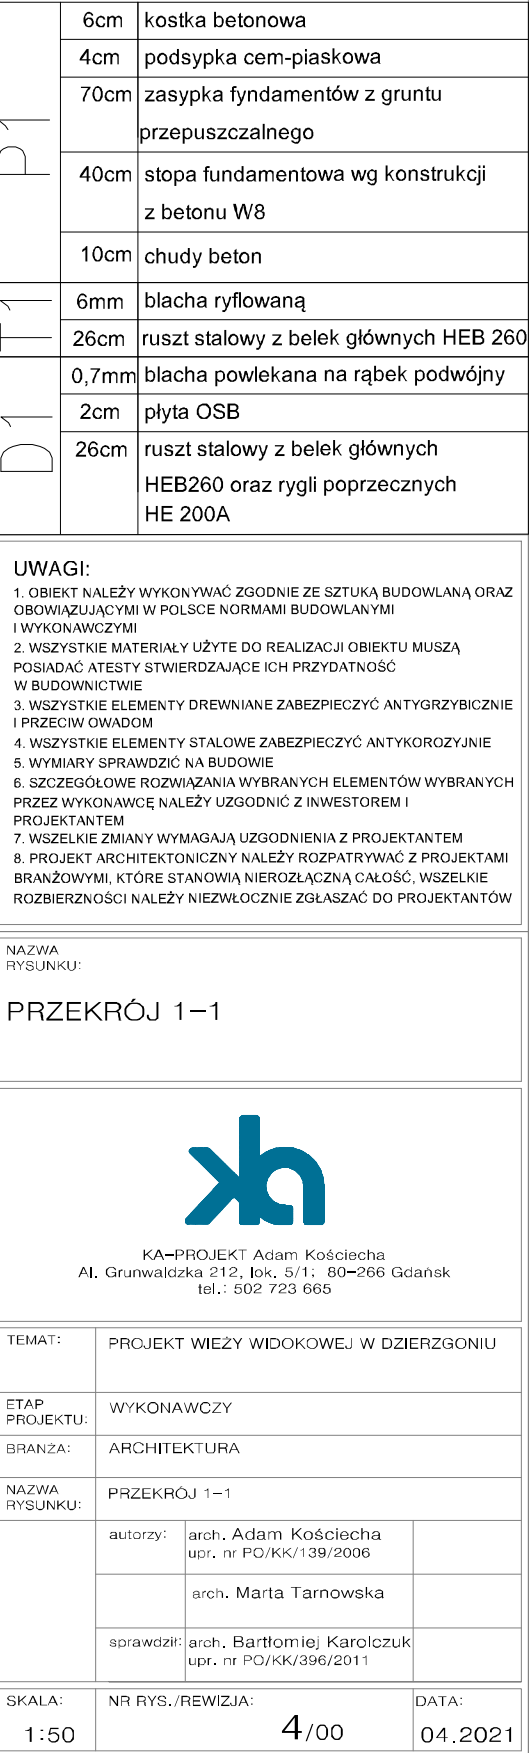 P1
6cm kostka betonowa
4cm podsypka cem-piaskowa
70cm zasypka fyndamentów z gruntu
przepuszczalnego
40cm stopa fundamentowa wg konstrukcji
z betonu W8
10cm chudy beton
T1
6mm blacha ryflowaną
26cm ruszt stalowy z belek głównych HEB 260
D1
0,7mm blacha powlekana na rąbek podwójny
2cm płyta OSB
26cm ruszt stalowy z belek głównych
HEB260 oraz rygli poprzecznych
HE 200A
UWAGI:
1. OBIEKT NALEŻY WYKONYWAĆ ZGODNIE ZE SZTUKĄ BUDOWLANĄ ORAZ
OBOWIĄZUJĄCYMI W POLSCE NORMAMI BUDOWLANYMI
I WYKONAWCZYMI
2. WSZYSTKIE MATERIAŁY UŻYTE DO REALIZACJI OBIEKTU MUSZĄ
POSIADAĆ ATESTY STWIERDZAJĄCE ICH PRZYDATNOŚĆ
W BUDOWNICTWIE
3. WSZYSTKIE ELEMENTY DREWNIANE ZABEZPIECZYĆ ANTYGRZYBICZNIE
I PRZECIW OWADOM
4. WSZYSTKIE ELEMENTY STALOWE ZABEZPIECZYĆ ANTYKOROZYJNIE
5. WYMIARY SPRAWDZIĆ NA BUDOWIE
6. SZCZEGÓŁOWE ROZWIĄZANIA WYBRANYCH ELEMENTÓW WYBRANYCH
PRZEZ WYKONAWCĘ NALEŻY UZGODNIĆ Z INWESTOREM I
PROJEKTANTEM
7. WSZELKIE ZMIANY WYMAGAJĄ UZGODNIENIA Z PROJEKTANTEM
8. PROJEKT ARCHITEKTONICZNY NALEŻY ROZPATRYWAĆ Z PROJEKTAMI
BRANŻOWYMI, KTÓRE STANOWIĄ NIEROZŁĄCZNĄ CAŁOŚĆ, WSZELKIE
ROZBIERZNOŚCI NALEŻY NIEZWŁOCZNIE ZGŁASZAĆ DO PROJEKTANTÓW
NAZWA
RYSUNKU:
PRZEKRÓJ 1-1
ka
KA-PROJEKT Adam Kościecha
Al. Grunwaldzka 212, lok. 5/1; 80-266 Gdańsk
tel.: 502 723 665
TEMAT: PROJEKT WIEŻY WIDOKOWEJ W DZIERZGONIU
ETAP
PROJEKTU: WYKONAWCZY
BRANŻA: ARCHITEKTURA
NAZWA
RYSUNKU: PRZEKRÓJ 1-1
autorzy: arch. Adam Kościecha
upr. nr PO/KK/139/2006
arch. Marta Tarnowska
sprawdził: arch. Bartłomiej Karolczuk
upr. nr PO/KK/396/2011
SKALA: NR RYS./REWIZJA: DATA:
1:50 4/00 04.2021